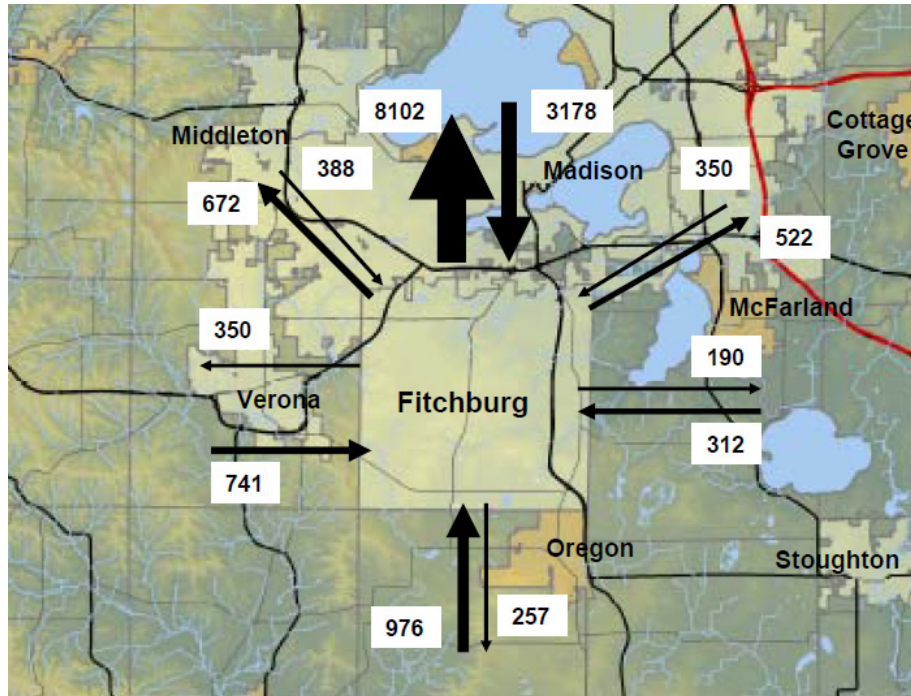 8102
3178
Cottage
Grove
Middleton
388
Madison
350
672
522
McFarland
350
190
Verona
Fitchburg
312
741
Oregon
Stoughton
976
257